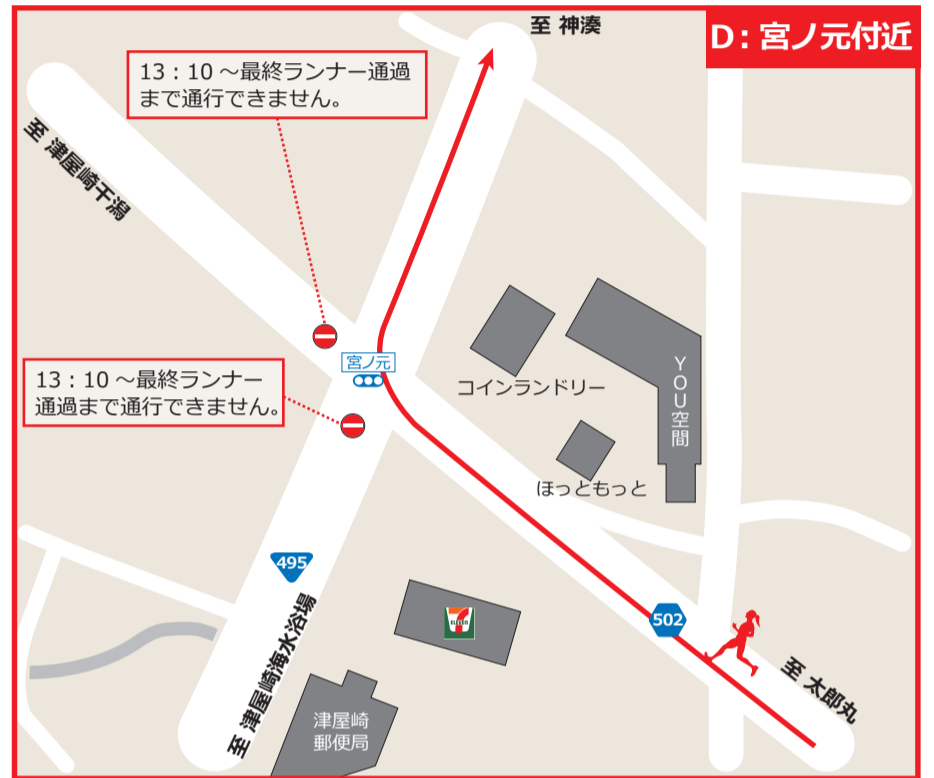 至 神湊
D：宮ノ元付近
13：10 ～最終ランナー通過
まで通行できません。
至 津屋崎干潟
宮ノ元
13：10 ～最終ランナー
通過まで通行できません。
コインランドリー
YOU空間
ほっともっと
495
7
ELEVEN
502
至 津屋崎海水浴場
至 太郎丸
津屋崎
郵便局